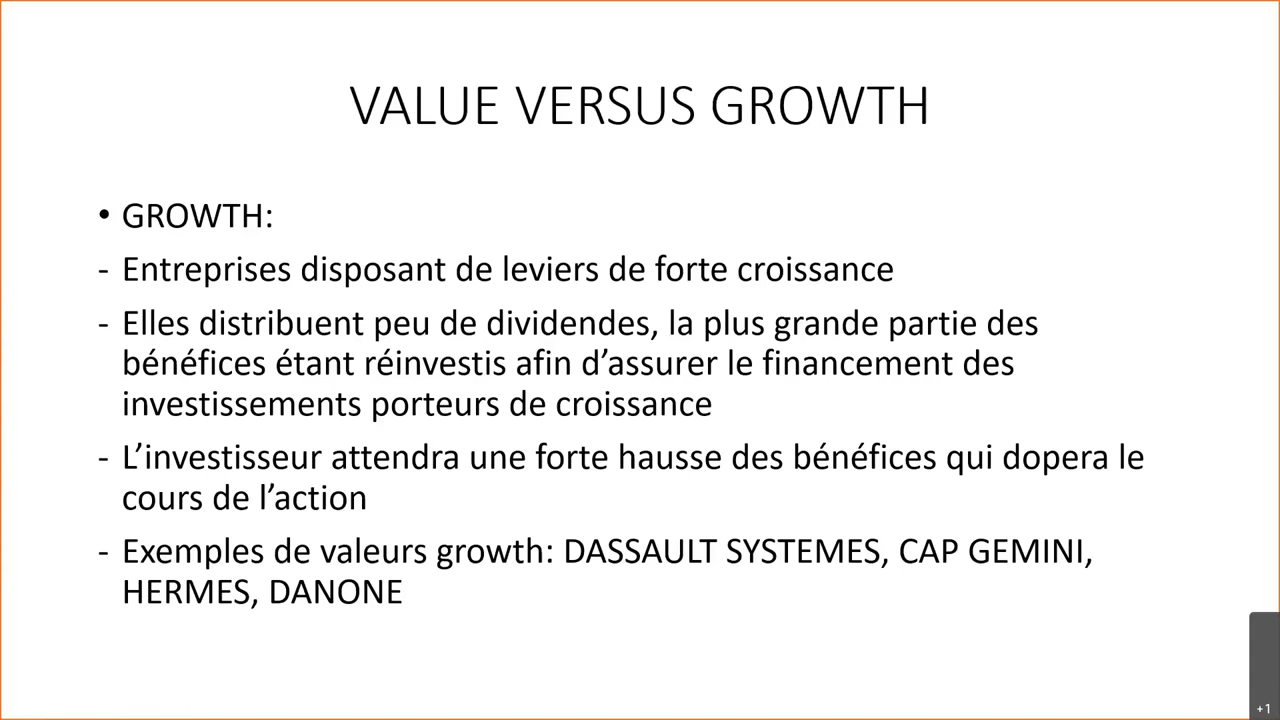 VALUE VERSUS GROWTH
• GROWTH:
- Entreprises disposant de leviers de forte croissance
- Elles distribuent peu de dividendes, la plus grande partie des
bénéfices étant réinvestis afin d’assurer le financement des
investissements porteurs de croissance
- L’investisseur attendra une forte hausse des bénéfices qui dopera le
cours de l’action
- Exemples de valeurs growth: DASSAULT SYSTEMES, CAP GEMINI,
HERMES, DANONE
+1